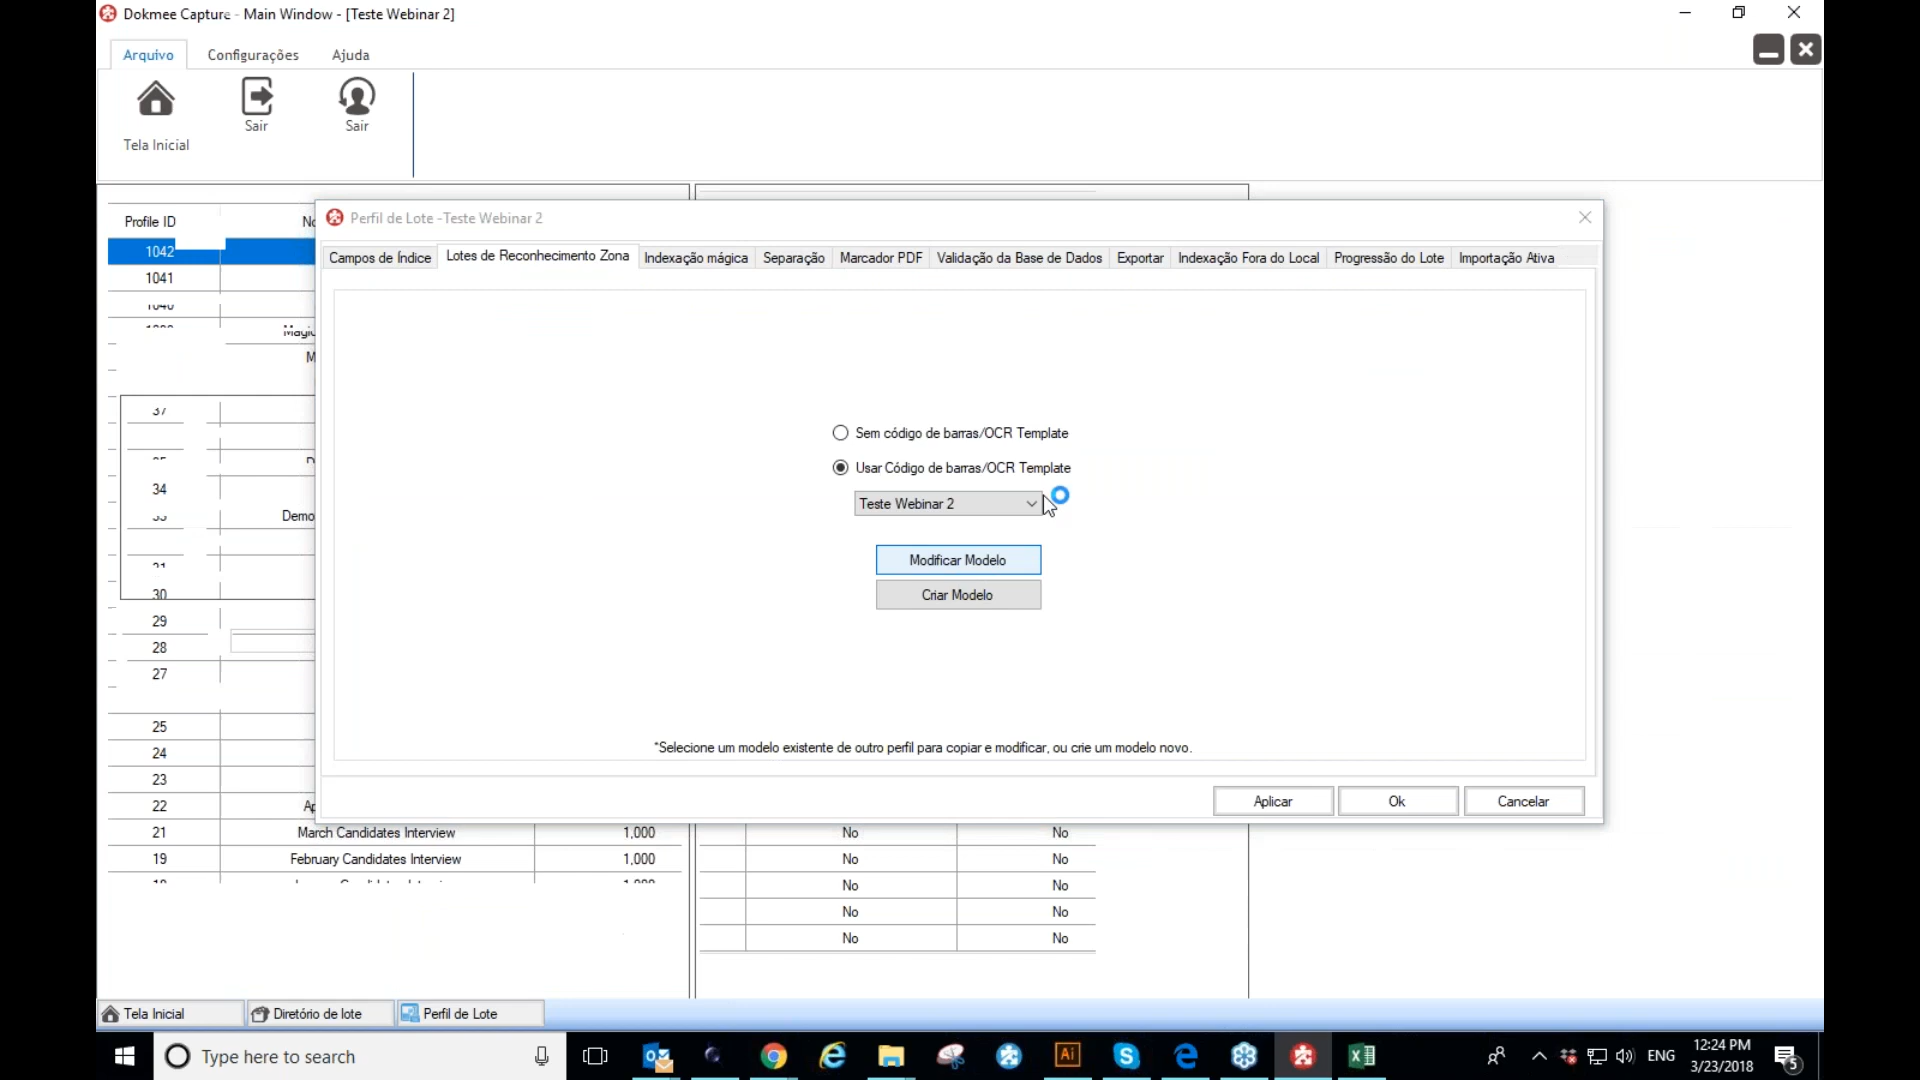 Dokmee Capture - Main Window - [Teste Webinar 2]
Arquivo Configurações Ajuda
Tela Inicial Sair Sair
Profile ID
Perfil de Lote -Teste Webinar 2
Campos de Índice Lotes de Reconhecimento Zona Indexação mágica Separação Marcador PDF Validação da Base de Dados Exportar Indexação Fora do Local Progressão do Lote Importação Ativa
1042
1041
37
34
Demo
30
29
28
27
25
24
23
22
Sem código de barras/OCR Template
Usar Código de barras/OCR Template
Teste Webinar 2
Modificar Modelo
Criar Modelo
*Selecione um modelo existente de outro perfil para copiar e modificar, ou crie um modelo novo.
Aplicar Ok Cancelar
21 March Candidates Interview 1,000 No No
19 February Candidates Interview 1,000 No No
No No
No No
No No
Tela Inicial Diretório de lote Perfil de Lote
Type here to search
Ai
ENG
12:24 PM
3/23/2018
5